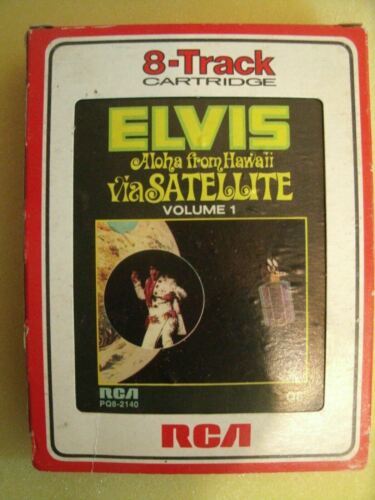 8-Track
CARTRIDGE
ELVIS
Aloha from Hawaii
via SATELLITE
VOLUME 1
RCA
PQ8-2140
RCA